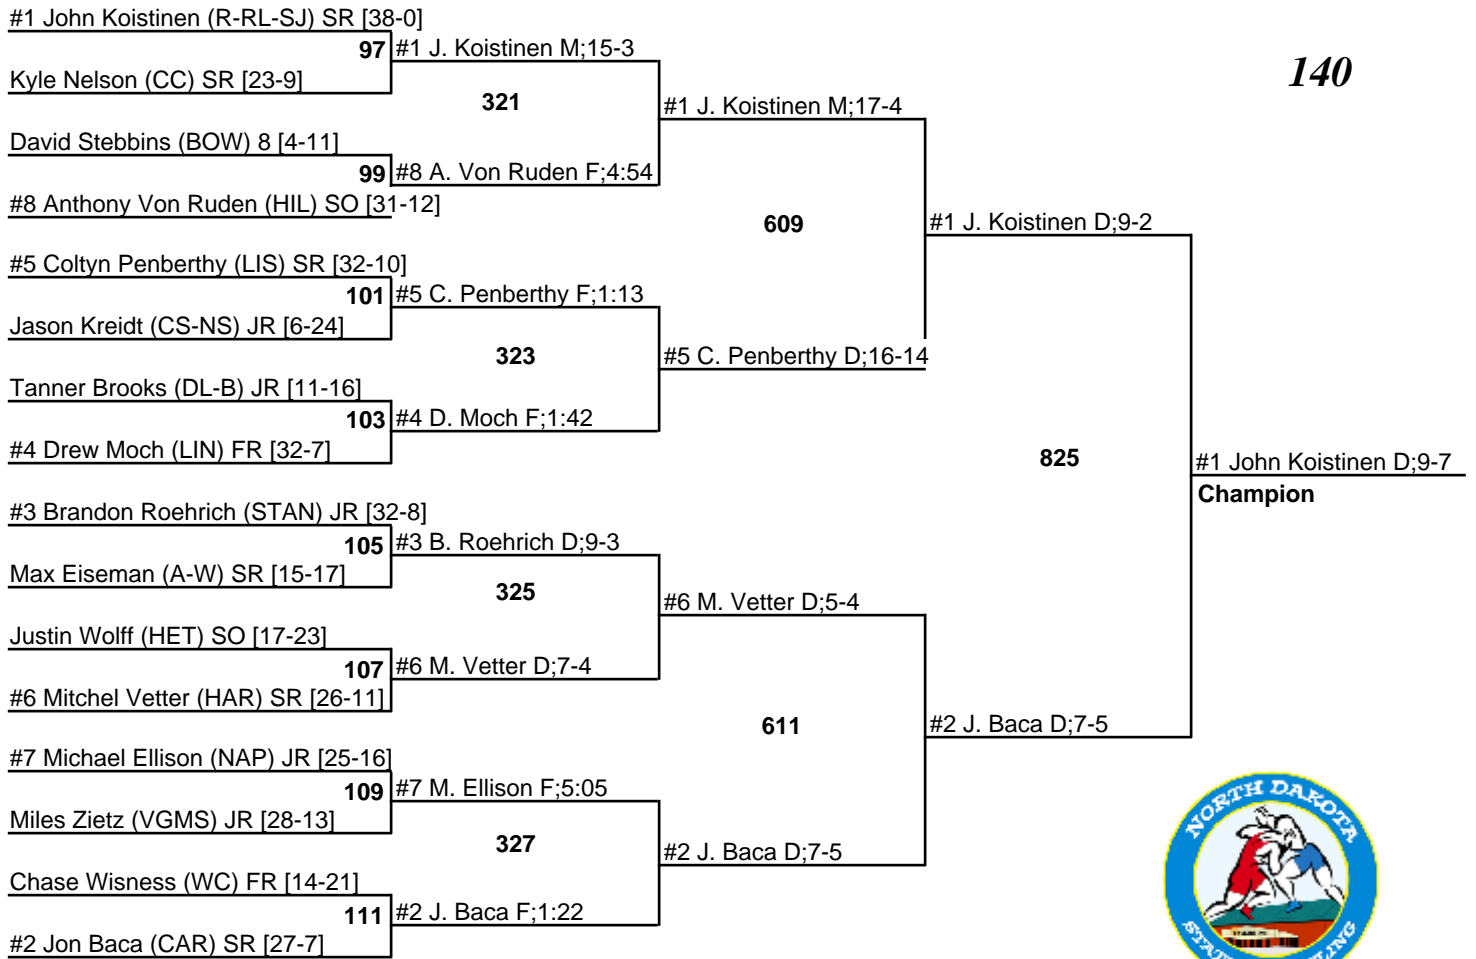 #1 John Koistinen (R-RL-SJ) SR [38-0]
97 #1 J. Koistinen M;15-3
Kyle Nelson (CC) SR [23-9]
140
321
#1 J. Koistinen M;17-4
David Stebbins (BOW) 8 [4-11]
99 #8 A. Von Ruden F;4:54
#8 Anthony Von Ruden (HIL) SO [31-12]
609
#1 J. Koistinen D;9-2
#5 Coltyn Penberthy (LIS) SR [32-10]
101 #5 C. Penberthy F;1:13
Jason Kreidt (CS-NS) JR [6-24]
323
#5 C. Penberthy D;16-14
Tanner Brooks (DL-B) JR [11-16]
103 #4 D. Moch F;1:42
#4 Drew Moch (LIN) FR [32-7]
825
#1 John Koistinen D;9-7
Champion
#3 Brandon Roehrich (STAN) JR [32-8]
105 #3 B. Roehrich D;9-3
Max Eiseman (A-W) SR [15-17]
325
#6 M. Vetter D;5-4
Justin Wolff (HET) SO [17-23]
107 #6 M. Vetter D;7-4
#6 Mitchel Vetter (HAR) SR [26-11]
611
#2 J. Baca D;7-5
#7 Michael Ellison (NAP) JR [25-16]
109 #7 M. Ellison F;5:05
Miles Zietz (VGMS) JR [28-13]
327
#2 J. Baca D;7-5
Chase Wisness (WC) FR [14-21]
111 #2 J. Baca F;1:22
#2 Jon Baca (CAR) SR [27-7]
NORTH DAKOTA